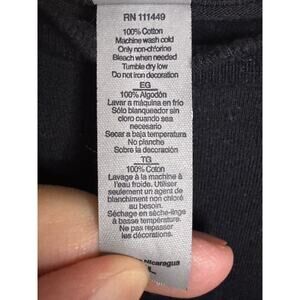 RN 111449
100% Cotton
Machine wash cold
Only non-chlorine
Bleach when needed
Tumble dry low
Do not iron decoration
EG
100% Algodón
Lavar a máquina en frío
Sólo blanqueador sin
cloro cuando sea
necesario
Secar a baja temperatura
No planche
Sobre la decoración
TG
100% Coton
Lavage à la machine à
l'eau froide. Utiliser
seulement un agent de
blanchiment non chloré
au besoin.
Séchage en sèche-linge
à basse température.
Ne pas repasser
les décorations.
Nicaragua